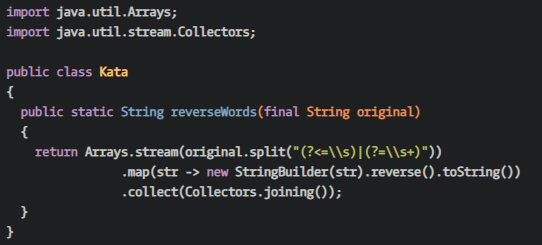 import java.util.Arrays;
import java.util.stream.Collectors;

public class Kata
{
  public static String reverseWords(final String original)
  {
    return Arrays.stream(original.split("(?<=\\s)|(?=\\s+)"))
                 .map(str -> new StringBuilder(str).reverse().toString())
                 .collect(Collectors.joining());
  }
}